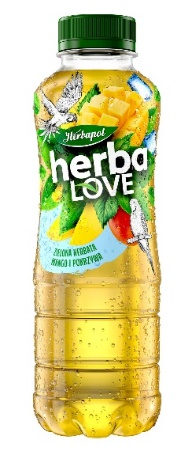 Herbapol
herba
LOVE
ZIELONA HERBATA
MANGO I POKRZYWA